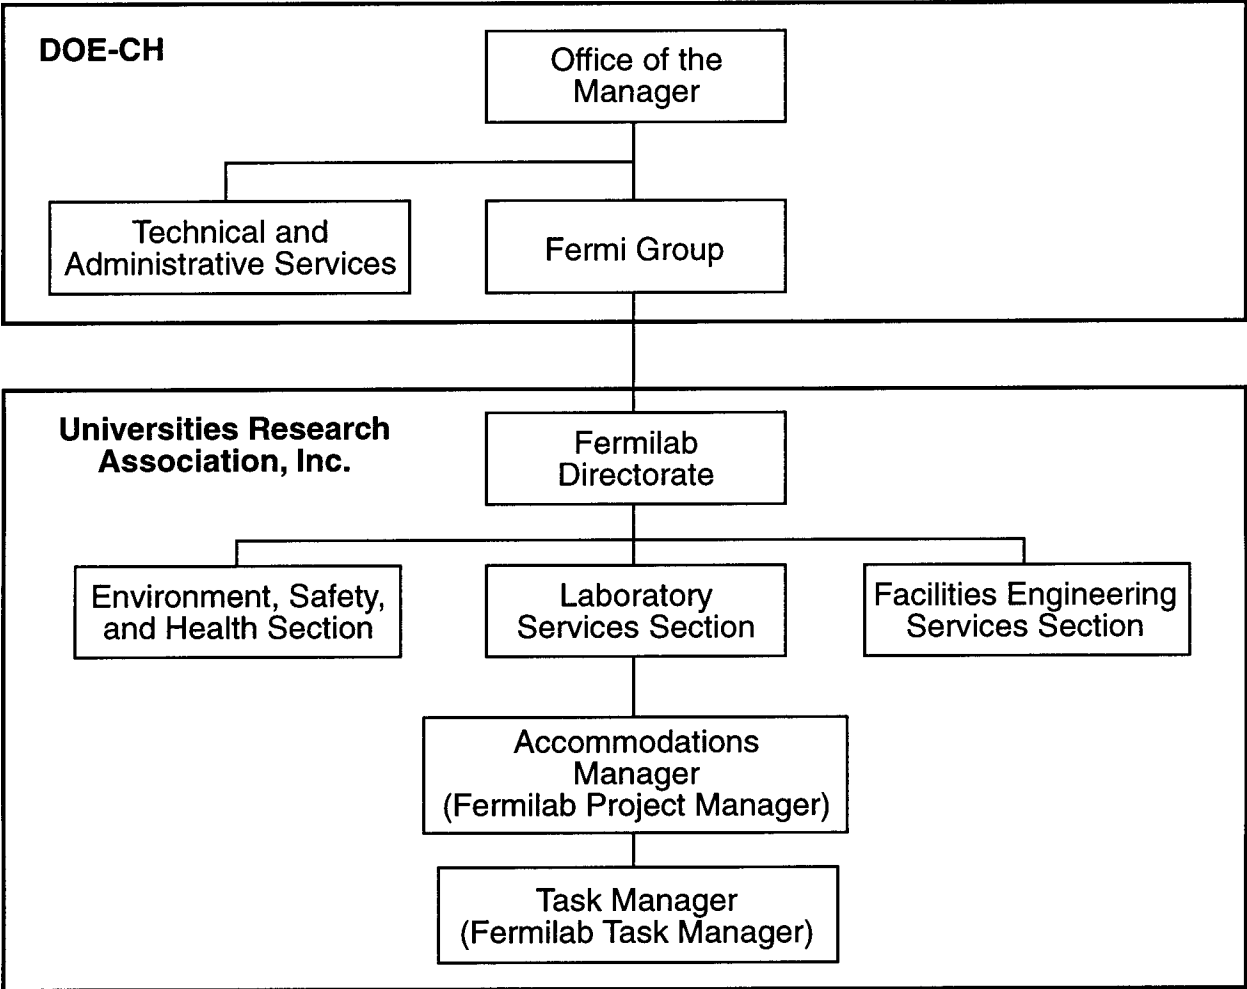 DOE-CH
Office of the
Manager
Technical and
Administrative Services
Fermi Group
Universities Research
Association, Inc.
Fermilab
Directorate
Environment, Safety,
and Health Section
Laboratory
Services Section
Facilities Engineering
Services Section
Accommodations
Manager
(Fermilab Project Manager)
Task Manager
(Fermilab Task Manager)